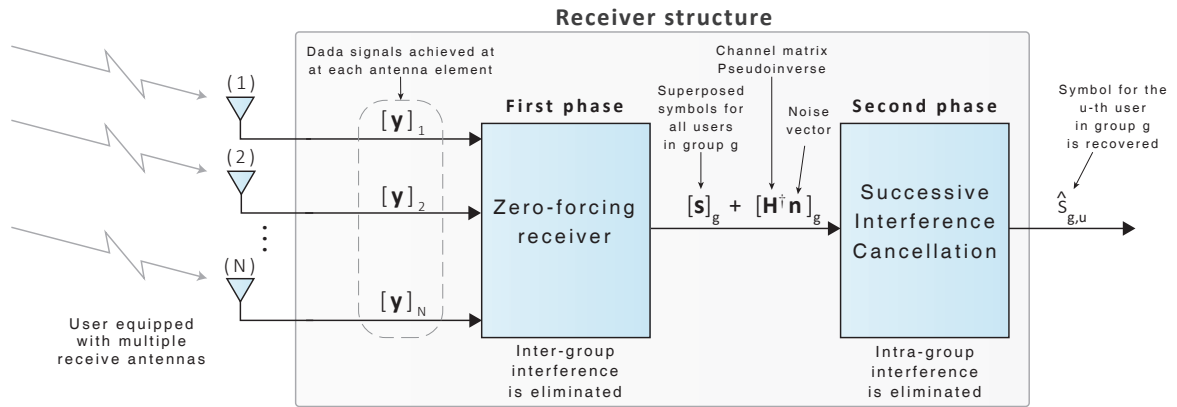 Receiver structure
Dada signals achieved at
at each antenna element
(1)
[y]1
(2)
[y]2
(N)
[y]N
User equipped
with multiple
receive antennas
First phase
Zero-forcing
receiver
Inter-group
interference
is eliminated
Superposed
symbols for
all users
in group g
Channel matrix
Pseudoinverse
Noise
vector
[s]g + [H†n]g
Second phase
Successive
Interference
Cancellation
Intra-group
interference
is eliminated
Symbol for the
u-th user
in group g
is recovered
Ŝg,u